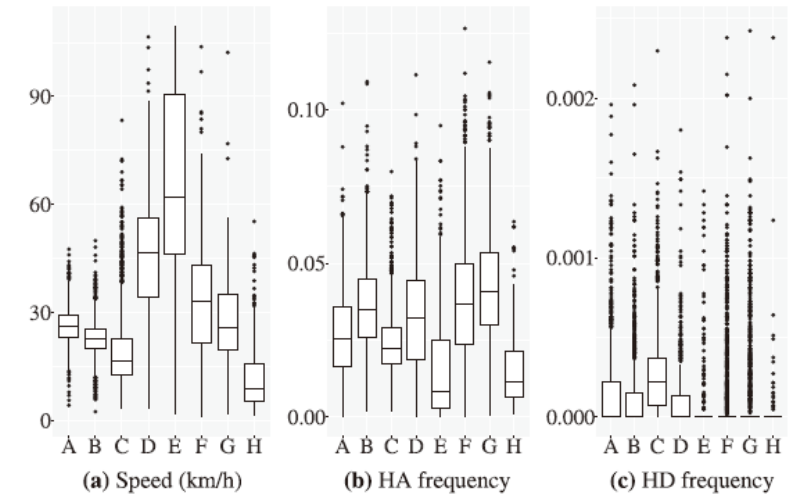 90
60
30
0
A B C D E F G H
(a) Speed (km/h)
0.10
0.05
0.00
A B C D E F G H
(b) HA frequency
0.002
0.001
0.000
A B C D E F G H
(c) HD frequency